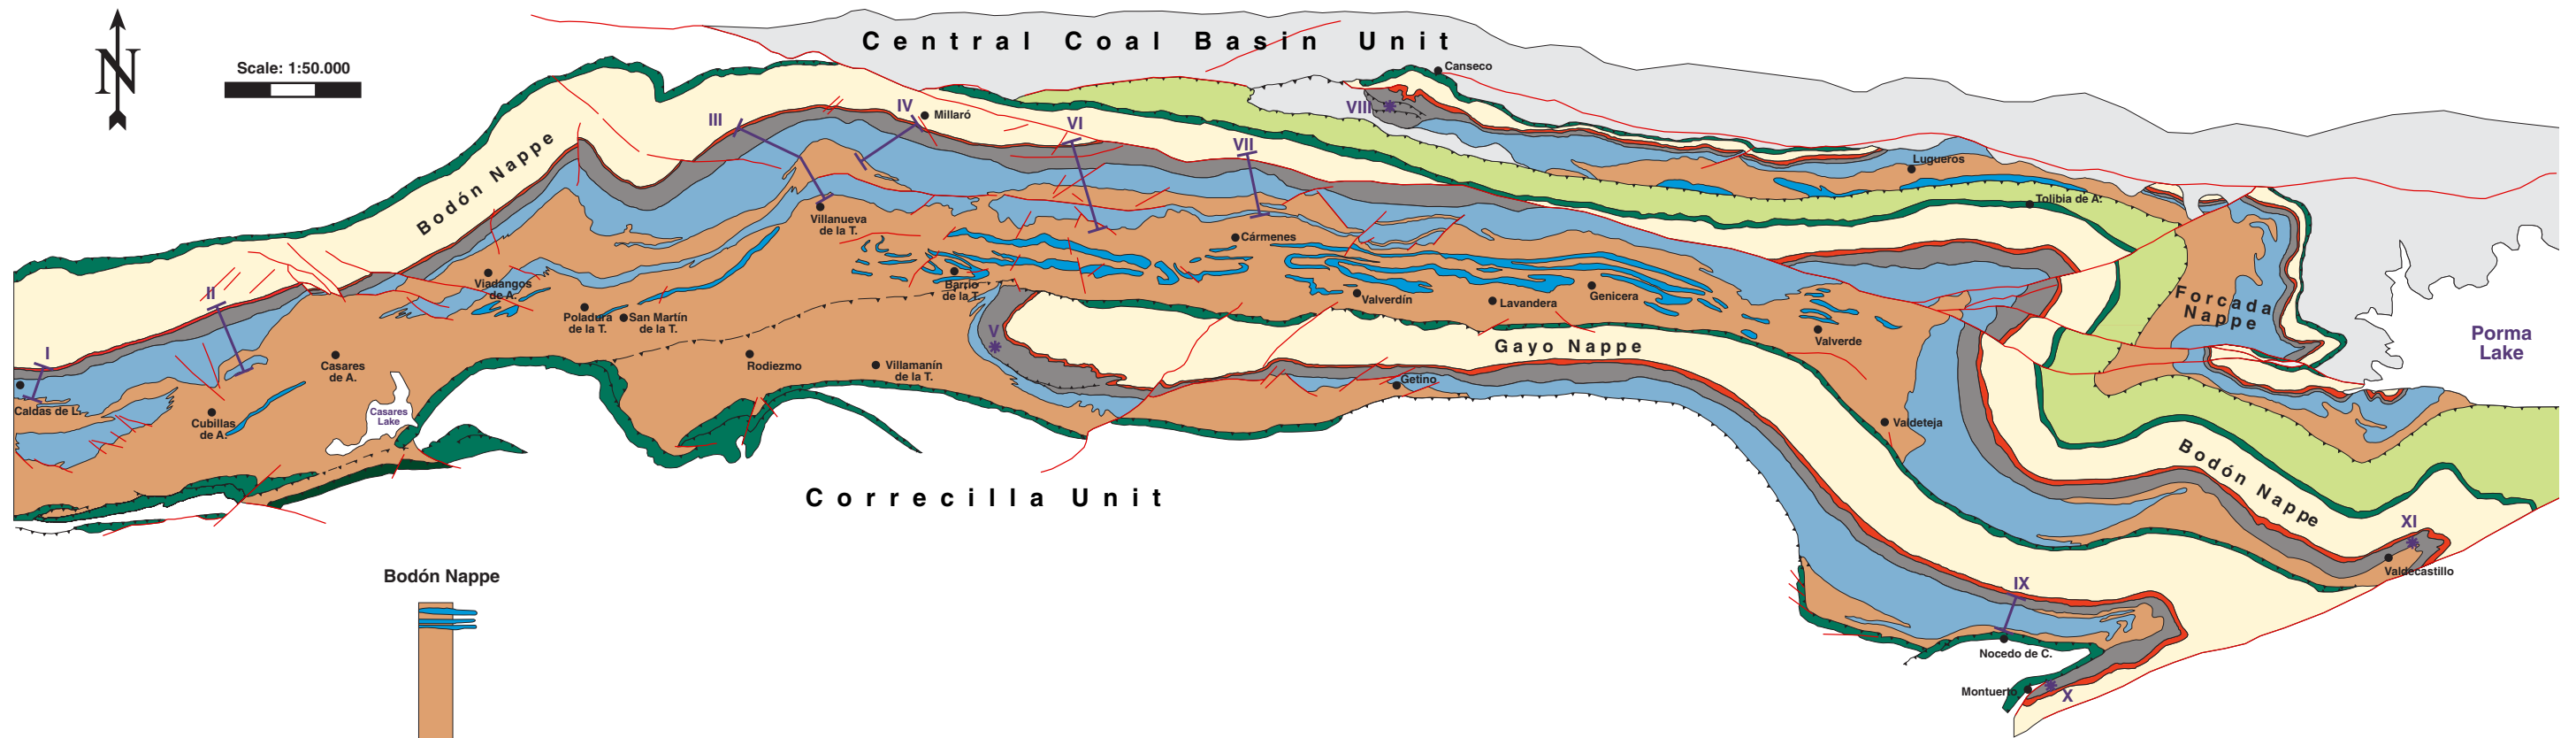 Central Coal Basin Unit
N
Scale: 1:50.000
Canseco
VIII
IV
III
Millaró
VI
VII
Bodón Nappe
Lugueros
Tolibia de A.
Villanueva
de la T.
Cármenes
Viadangos
de A.
Barrio
de la T.
II
Poladura
de la T.
San Martín
de la T.
Valverdín
Lavandera
Genicera
Forcada
Nappe
Valverde
Porma
Lake
V
Gayo Nappe
I
Casares
de A.
Rodiezmo
Villamanín
de la T.
Getino
Caldas de L.
Cubillas
de A.
Casares
Lake
Valdeteja
Bodón Nappe
Correcilla Unit
XI
Valdecastillo
Bodón Nappe
IX
Nocedo de C.
Montuerto
X